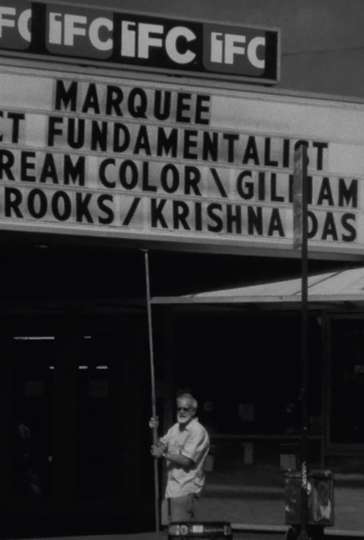 iFC iFC iFC iFC
MARQUEE
CT FUNDAMENTALIST
REAM COLOR\GILLIAM
ROOKS/KRISHNA DAS